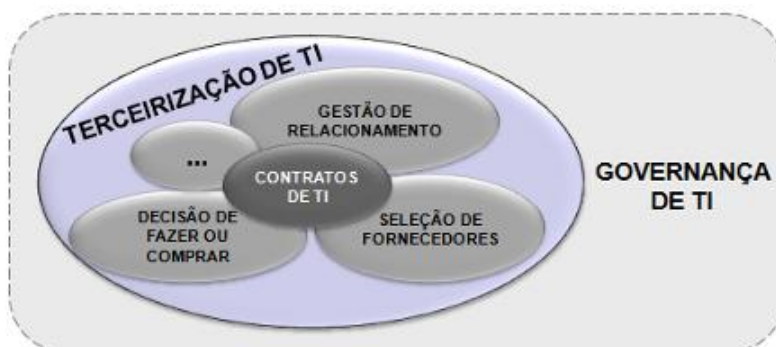 TERCEIRIZAÇÃO DE TI
GESTÃO DE
RELACIONAMENTO
...
CONTRATOS
DE TI
GOVERNANÇA
DE TI
DECISÃO DE
FAZER OU
COMPRAR
SELEÇÃO DE
FORNECEDORES